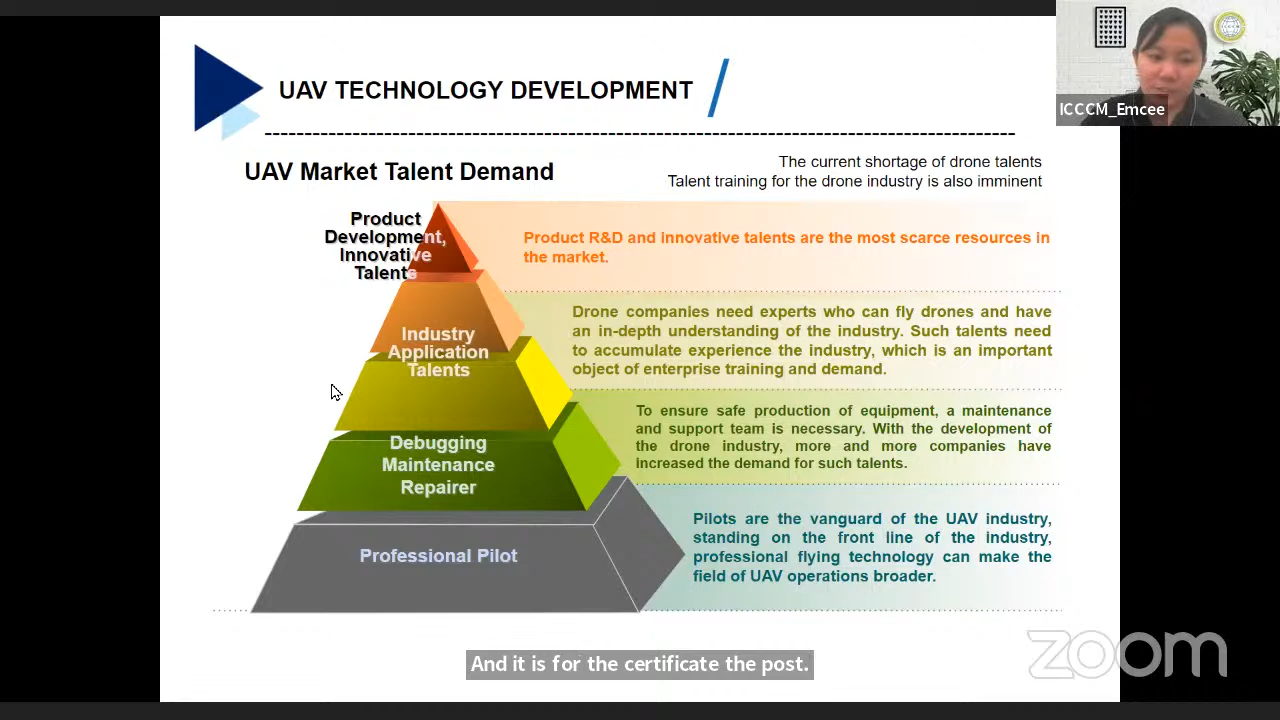 UAV TECHNOLOGY DEVELOPMENT
UAV Market Talent Demand
The current shortage of drone talents
Talent training for the drone industry is also imminent
Product
Development,
Innovative
Talents
Product R&D and innovative talents are the most scarce resources in
the market.
Industry
Application
Talents
Drone companies need experts who can fly drones and have
an in-depth understanding of the industry. Such talents need
to accumulate experience the industry, which is an important
object of enterprise training and demand.
Debugging
Maintenance
Repairer
To ensure safe production of equipment, a maintenance
and support team is necessary. With the development of
the drone industry, more and more companies have
increased the demand for such talents.
Professional Pilot
Pilots are the vanguard of the UAV industry,
standing on the front line of the industry,
professional flying technology can make the
field of UAV operations broader.
ICCCM_Emcee
And it is for the certificate the post.
zoom